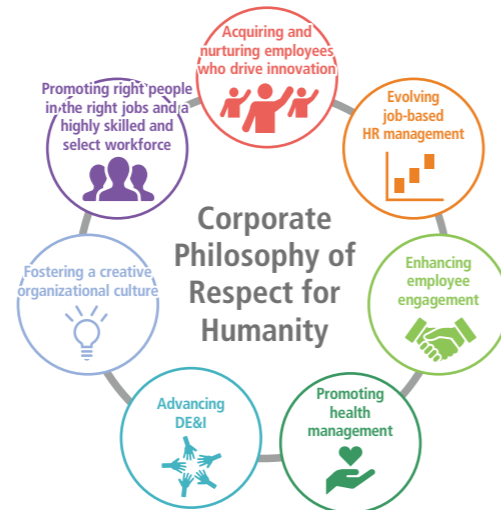 Acquiring and
nurturing employees
who drive innovation
Evolving
job-based
HR management
Enhancing
employee
engagement
Promoting
health
management
Advancing
DE&I
Fostering a creative
organizational culture
Promoting right people
in the right jobs and a
highly skilled and
select workforce
Corporate
Philosophy of
Respect for
Humanity